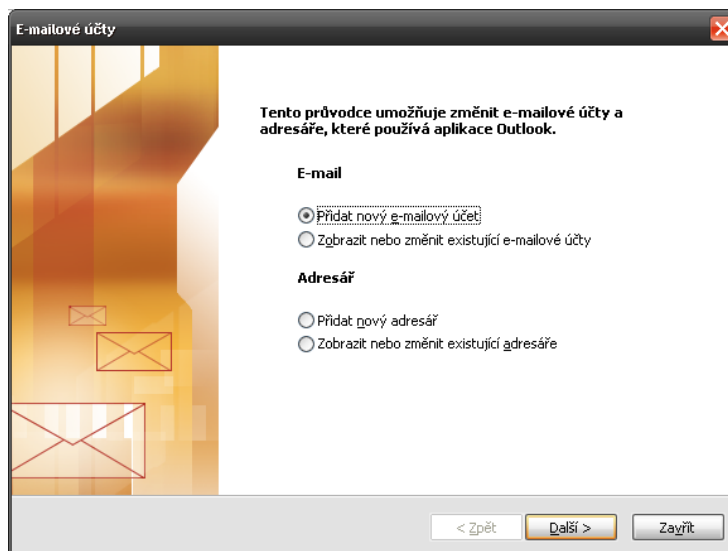 E-mailové účty
Tento průvodce umožňuje změnit e-mailové účty a
adresáře, které používá aplikace Outlook.
E-mail
Přidat nový e-mailový účet
Zobrazit nebo změnit existující e-mailové účty
Adresář
Přidat nový adresář
Zobrazit nebo změnit existující adresáře
< Zpět
Další >
Zavřít